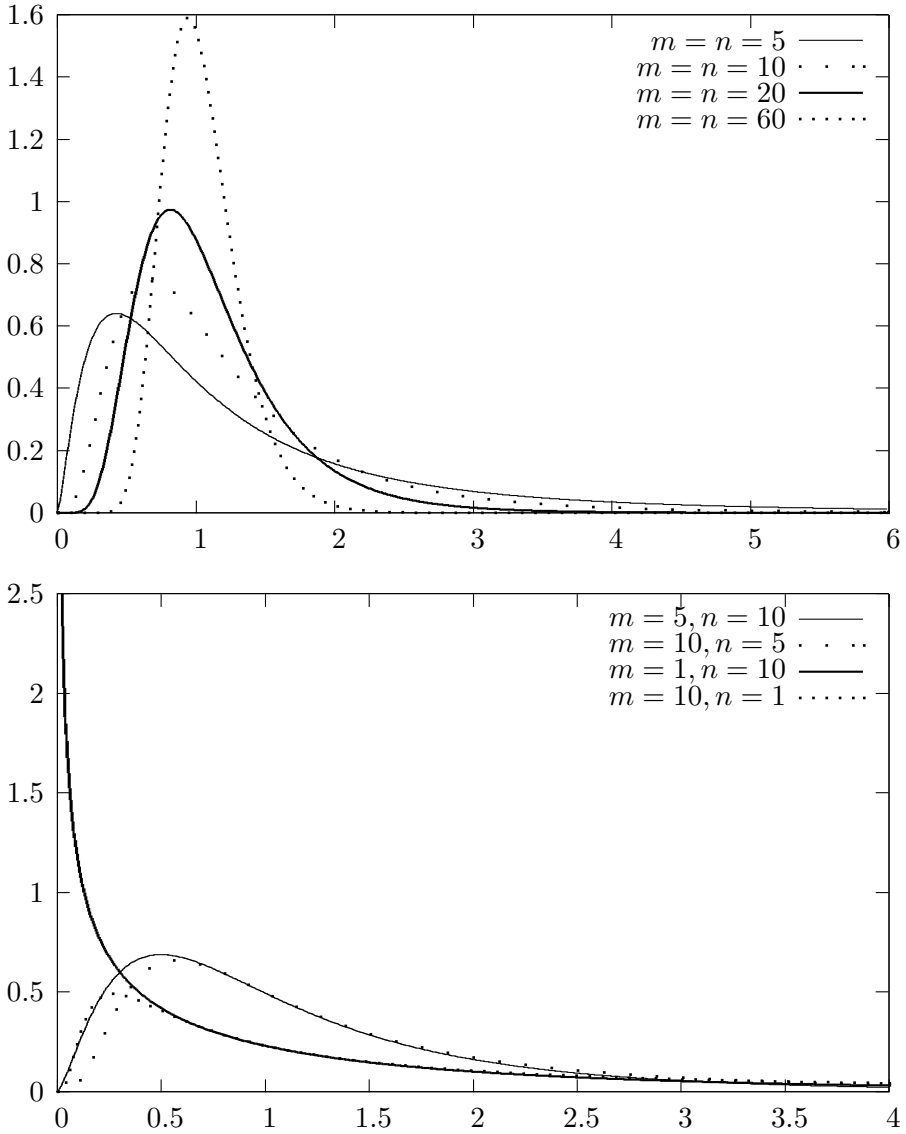 1.6
1.4
1.2
1
0.8
0.6
0.4
0.2
0
0 1 2 3 4 5 6
m = n = 5
m = n = 10
m = n = 20
m = n = 60
2.5
2
1.5
1
0.5
0
0 0.5 1 1.5 2 2.5 3 3.5 4
m = 5, n = 10
m = 10, n = 5
m = 1, n = 10
m = 10, n = 1